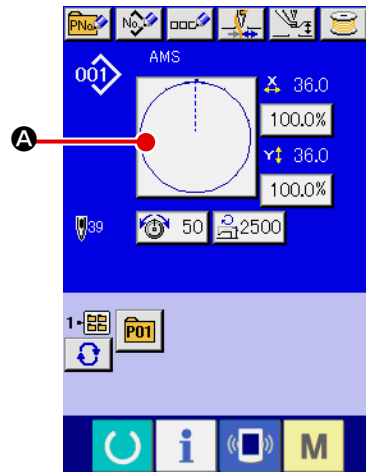 PNo. No. 
AMS
001
X 36.0
100.0%
A
Y 36.0
100.0%
39 50 2500
1- P01
i M